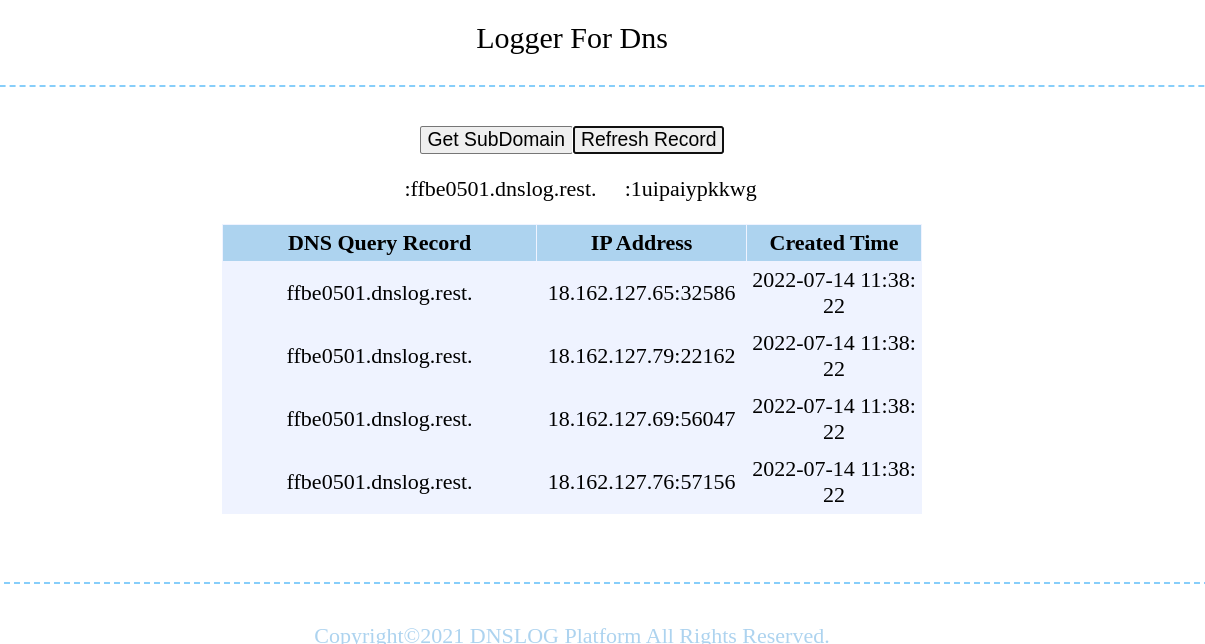 Logger For Dns
Get SubDomain Refresh Record
:ffbe0501.dnslog.rest. :1uipaiypkkwg
DNS Query Record IP Address Created Time
ffbe0501.dnslog.rest. 18.162.127.65:32586 2022-07-14 11:38:
22
ffbe0501.dnslog.rest. 18.162.127.79:22162 2022-07-14 11:38:
22
ffbe0501.dnslog.rest. 18.162.127.69:56047 2022-07-14 11:38:
22
ffbe0501.dnslog.rest. 18.162.127.76:57156 2022-07-14 11:38:
22
Copyright©2021 DNSLOG Platform All Rights Reserved.